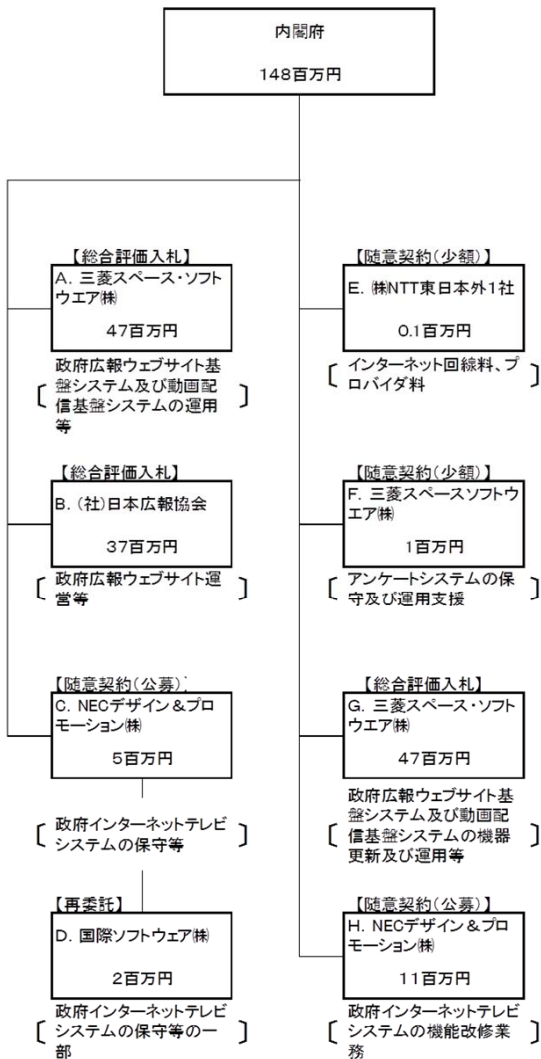 内閣府
148百万円
【総合評価入札】
A. 三菱スペース・ソフト
ウエア㈱
47百万円
政府広報ウェブサイト基
盤システム及び動画配
信基盤システムの運用
等
【総合評価入札】
B. (社)日本広報協会
37百万円
政府広報ウェブサイト運
営等
【随意契約(公募)】
C. NECデザイン&プロ
モーション㈱
5百万円
政府インターネットテレビ
システムの保守等
【再委託】
D. 国際ソフトウェア㈱
2百万円
政府インターネットテレビ
システムの保守等の一
部
【随意契約(少額)】
E. ㈱NTT東日本外1社
0.1百万円
インターネット回線料、プ
ロバイダ料
【随意契約(少額)】
F. 三菱スペースソフトウ
エア㈱
1百万円
アンケートシステムの保
守及び運用支援
【総合評価入札】
G. 三菱スペース・ソフト
ウエア㈱
47百万円
政府広報ウェブサイト基
盤システム及び動画配
信基盤システムの機器
更新及び運用等
【随意契約(公募)】
H. NECデザイン&プロ
モーション㈱
11百万円
政府インターネットテレビ
システムの機能改修業
務